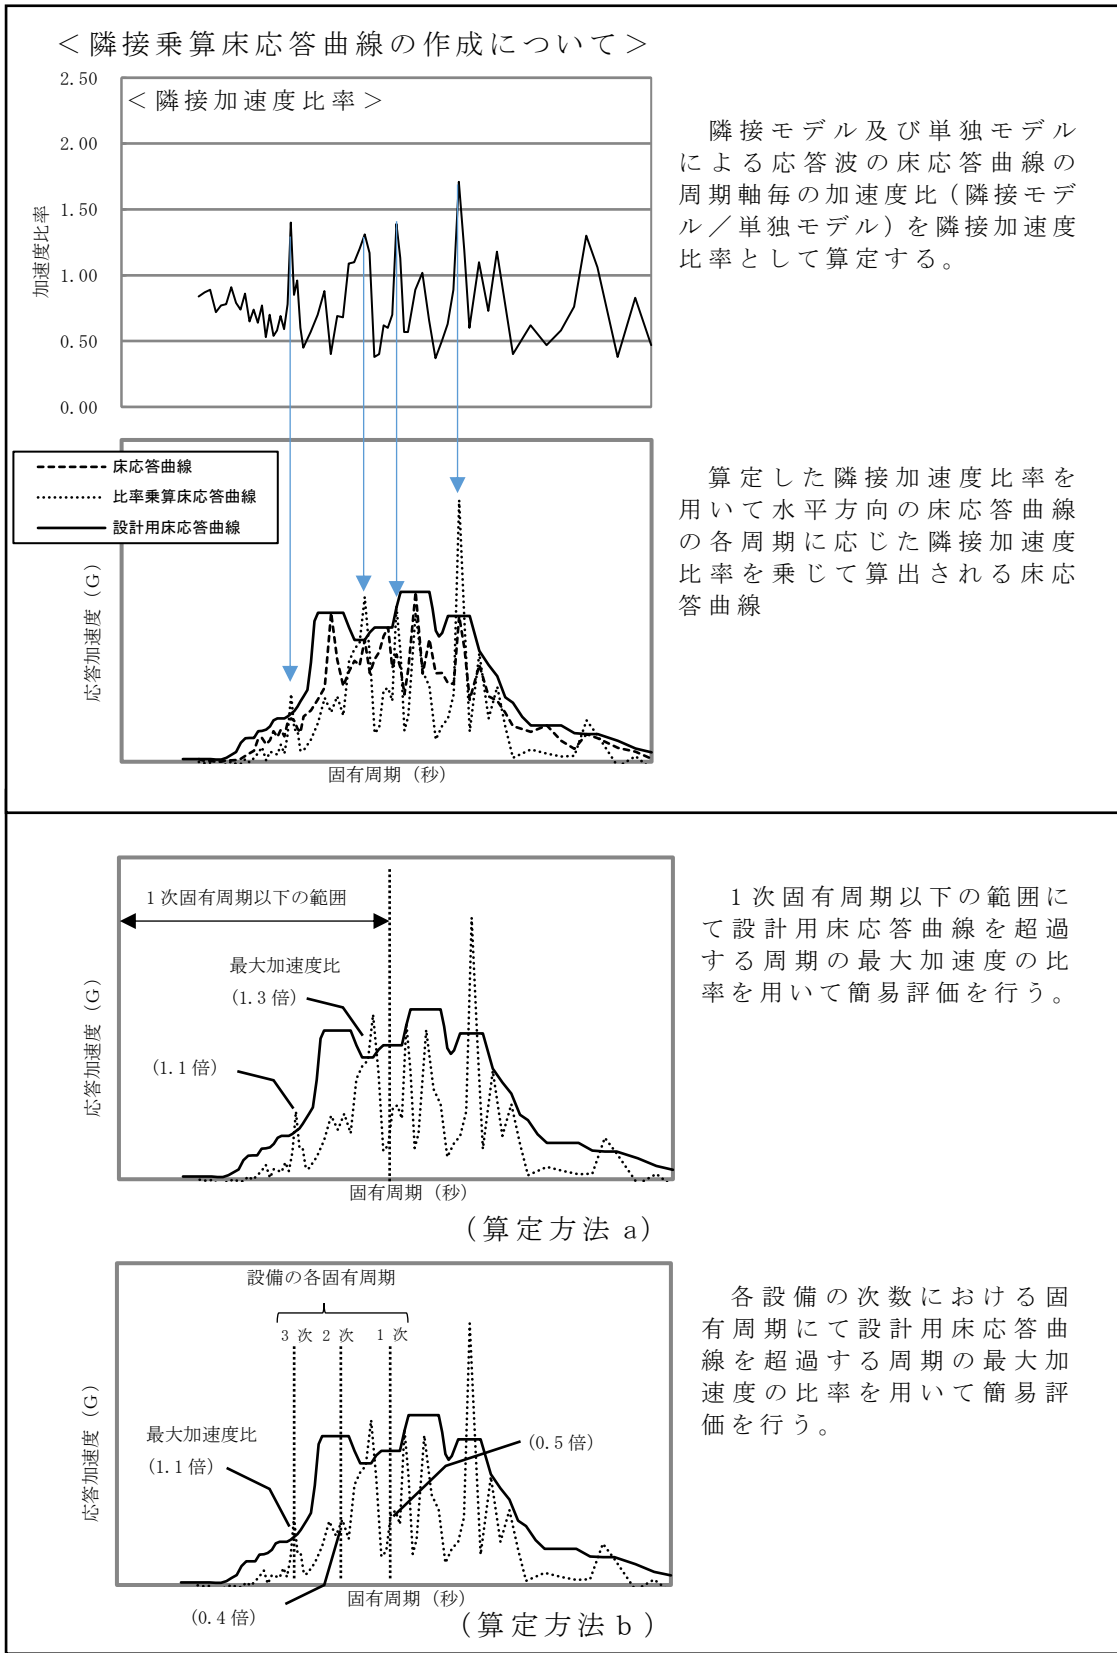 ＜隣接乗算床応答曲線の作成について＞
＜隣接加速度比率＞
2.50
2.00
1.50
1.00
0.50
0.00
加速度比率
隣接モデル及び単独モデル
による応答波の床応答曲線の
周期軸毎の加速度比（隣接モデ
ル／単独モデル）を隣接加速度
比率として算定する。
床応答曲線
比率乗算床応答曲線
設計用床応答曲線
応答加速度（G）
固有周期（秒）
算定した隣接加速度比率を
用いて水平方向の床応答曲線
の各周期に応じた隣接加速度
比率を乗じて算出される床応
答曲線
1次固有周期以下の範囲
最大加速度比
（1.3倍）
（1.1倍）
応答加速度（G）
固有周期（秒）
（算定方法 a）
1次固有周期以下の範囲に
て設計用床応答曲線を超過
する周期の最大加速度の比
率を用いて簡易評価を行う。
設備の各固有周期
3次 2次 1次
最大加速度比
（1.1倍）
（0.5倍）
（0.4倍）
応答加速度（G）
固有周期（秒）
（算定方法 b）
各設備の次数における固
有周期にて設計用床応答曲
線を超過する周期の最大加
速度の比率を用いて簡易評
価を行う。